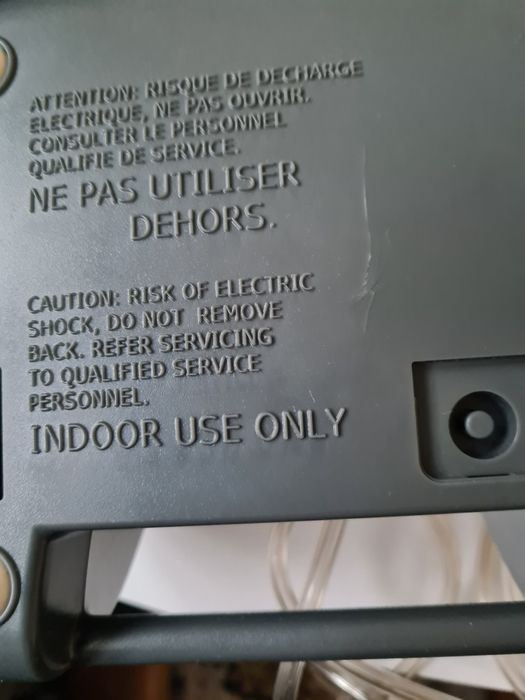 ATTENTION: RISQUE DE DECHARGE
ELECTRIQUE, NE PAS OUVRIR.
CONSULTER LE PERSONNEL
QUALIFIE DE SERVICE.
NE PAS UTILISER
DEHORS.
CAUTION: RISK OF ELECTRIC
SHOCK, DO NOT REMOVE
BACK. REFER SERVICING
TO QUALIFIED SERVICE
PERSONNEL.
INDOOR USE ONLY